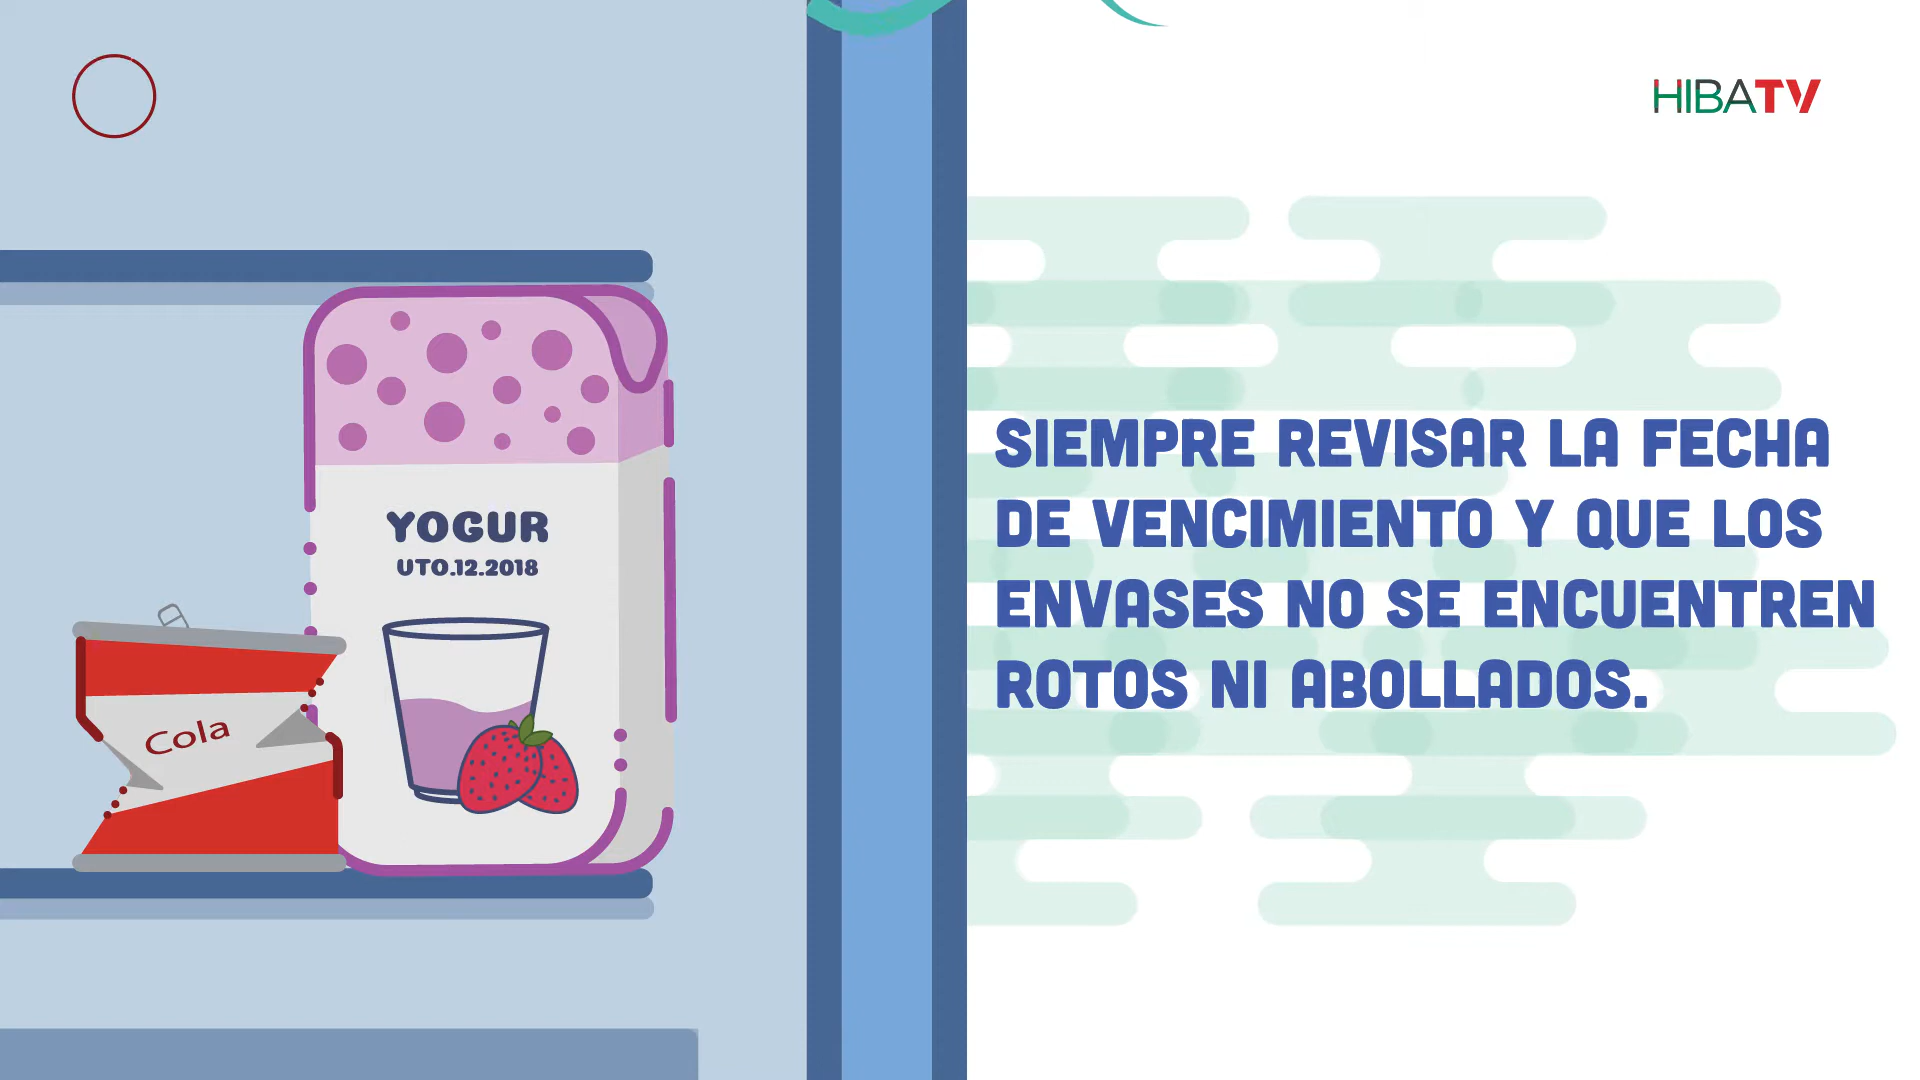 HIBATV
SIEMPRE REVISAR LA FECHA
DE VENCIMIENTO Y QUE LOS
ENVASES NO SE ENCUENTREN
ROTOS NI ABOLLADOS.
YOGUR
UTO.12.2018
Cola